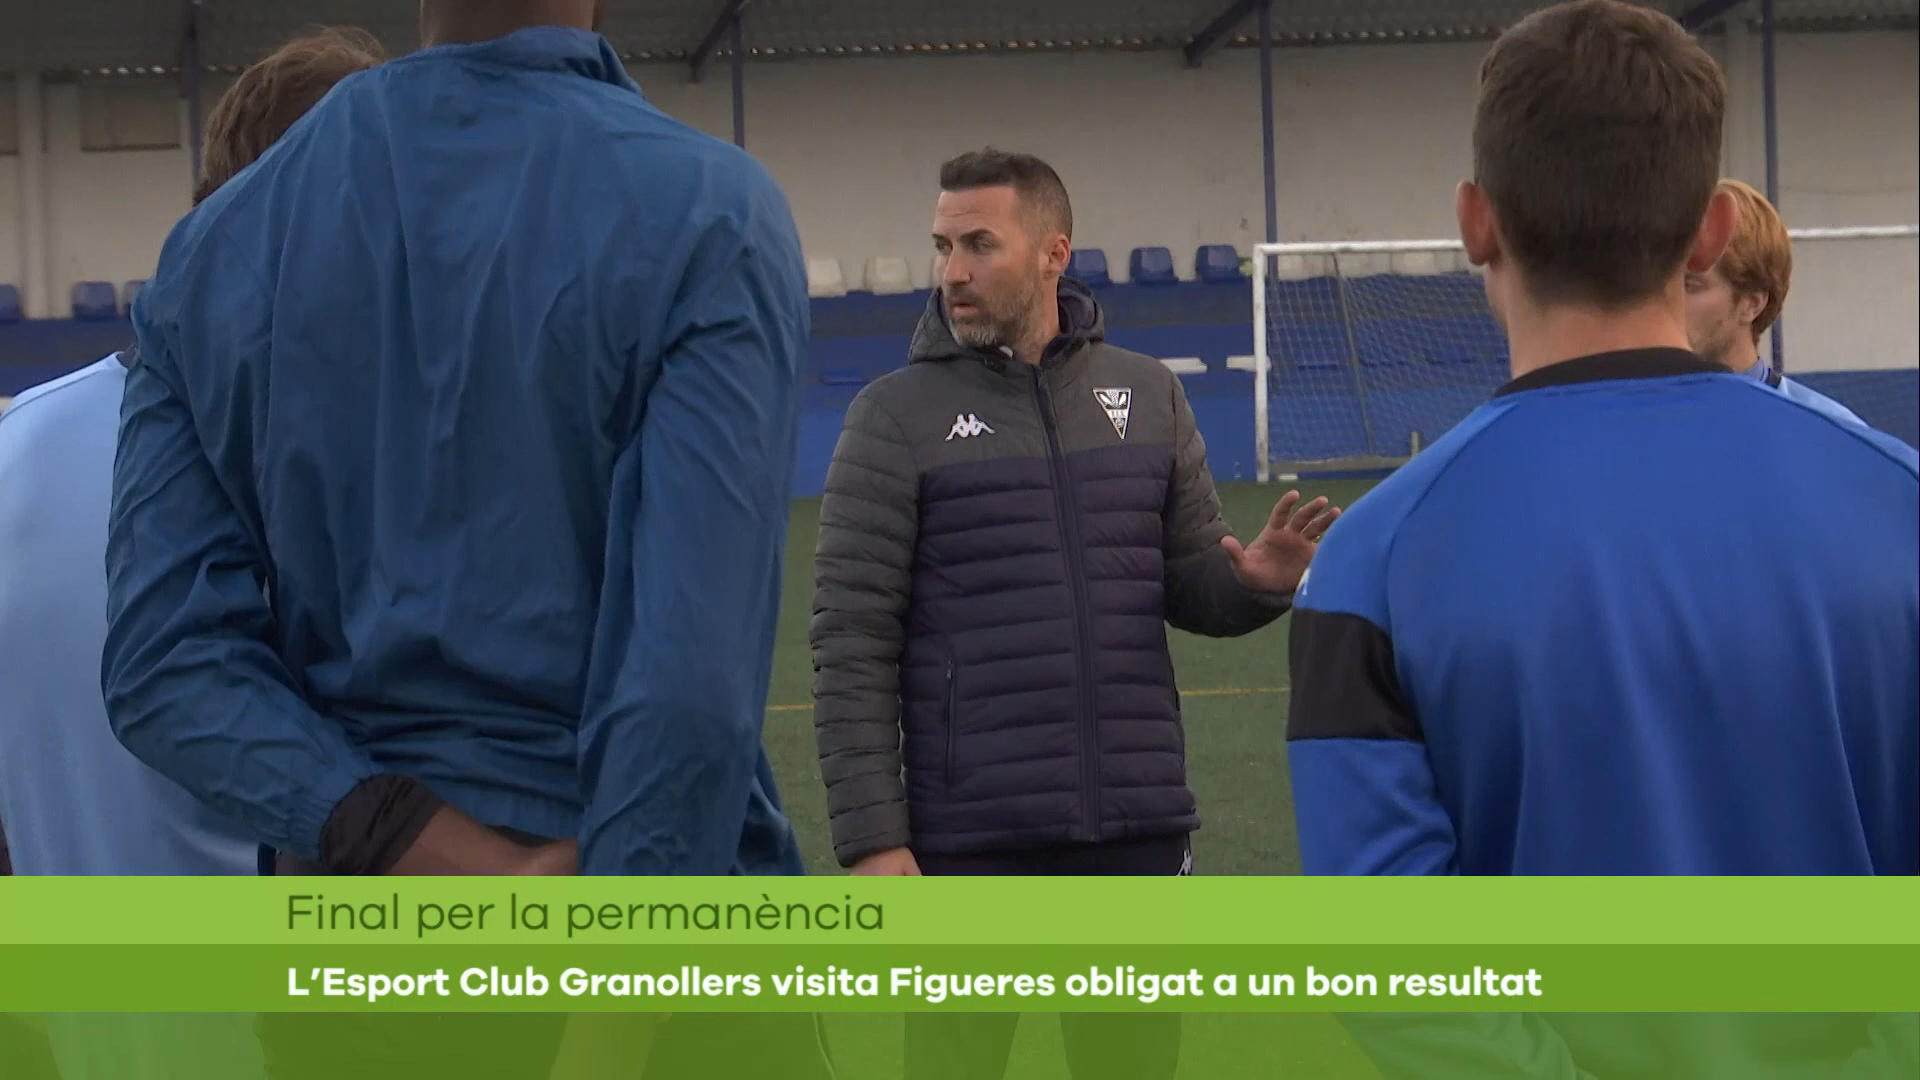 Final per la permanència
L’Esport Club Granollers visita Figueres obligat a un bon resultat